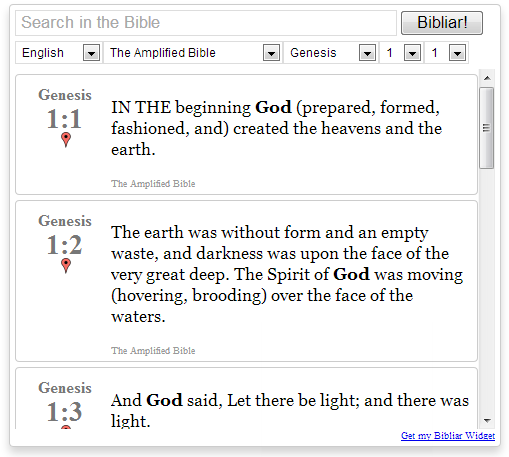 Search in the Bible Bibliar!
English The Amplified Bible Genesis 1 1
Genesis
1:1
IN THE beginning God (prepared, formed,
fashioned, and) created the heavens and the
earth.
The Amplified Bible
Genesis
1:2
The earth was without form and an empty
waste, and darkness was upon the face of the
very great deep. The Spirit of God was moving
(hovering, brooding) over the face of the
waters.
The Amplified Bible
Genesis
1:3
And God said, Let there be light; and there was
light.
Get my Bibliar Widget